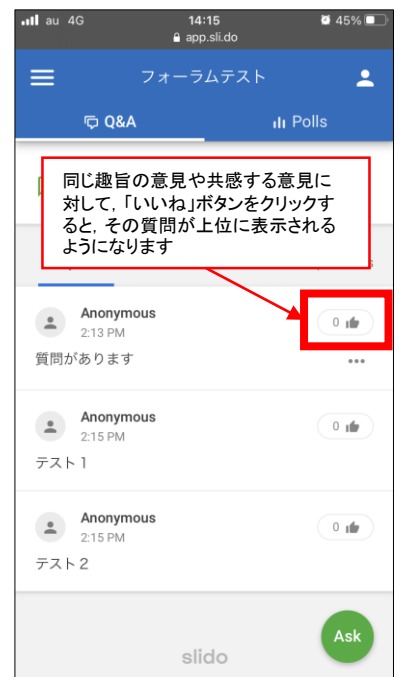 au 4G 14:15 45%
app.sli.do
フォーラムテスト
Q&A Polls
同じ趣旨の意見や共感する意見に
対して，「いいね」ボタンをクリックす
ると，その質問が上位に表示される
ようになります
Anonymous
0
2:13 PM
質問があります
Anonymous
0
2:15 PM
テスト 1
Anonymous
0
2:15 PM
テスト 2
Ask
slido